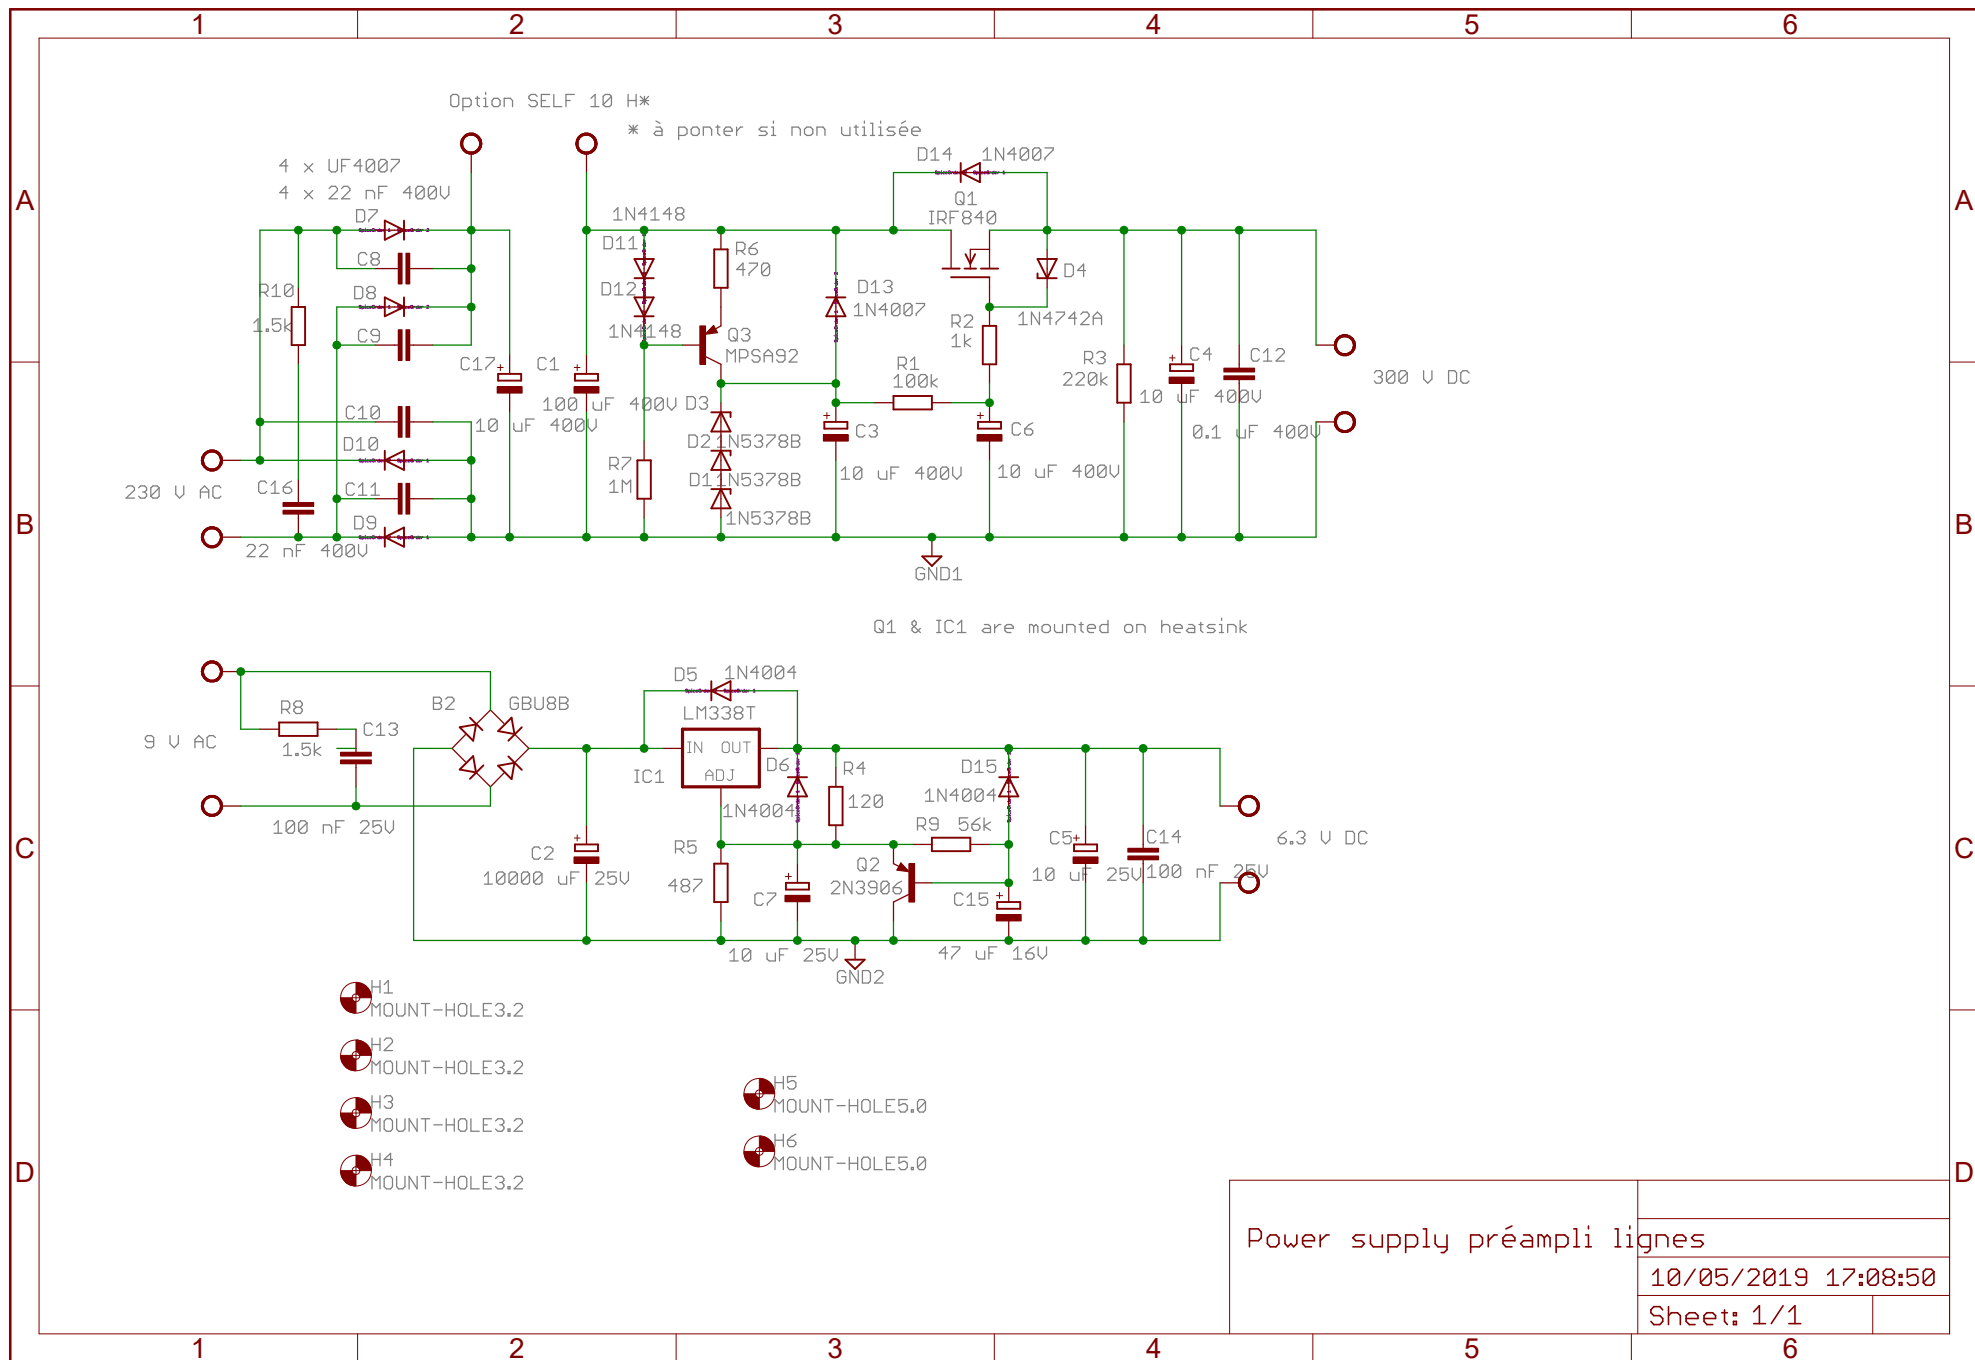 1 2 3 4 5 6
A A
B B
C C
D D
Option SELF 10 H*
* à ponter si non utilisée
4 x UF4007
4 x 22 nF 400V
D7
C8
D8
C9
R10
1.5k
C10
D10
C11
D9
C16
22 nF 400V
230 V AC
C17
10 uF 400V
C1
100 uF 400V
1N4148
D11
D12
1N4148
R6
470
Q3
MPSA92
R7
1M
D3
D2 1N5378B
D1 1N5378B
1N5378B
D13
1N4007
D14 1N4007
Q1
IRF840
D4
1N4742A
R2
1k
R1
100k
C3
10 uF 400V
C6
10 uF 400V
R3
220k
C4
10 uF 400V
C12
0.1 uF 400V
300 V DC
GND1
Q1 & IC1 are mounted on heatsink
9 V AC
R8
1.5k
C13
100 nF 25V
B2 GBU8B
C2
10000 uF 25V
D5 1N4004
LM338T
IN OUT
ADJ
IC1
D6
1N4004
R4
120
R5
487
C7
10 uF 25V
Q2
2N3906
R9 56k
D15
1N4004
C15
47 uF 16V
C5
10 uF 25V
C14
100 nF 25V
6.3 V DC
GND2
H1
MOUNT-HOLE3.2
H2
MOUNT-HOLE3.2
H3
MOUNT-HOLE3.2
H4
MOUNT-HOLE3.2
H5
MOUNT-HOLE5.0
H6
MOUNT-HOLE5.0
Power supply préampli lignes
10/05/2019 17:08:50
Sheet: 1/1
1 2 3 4 5 6